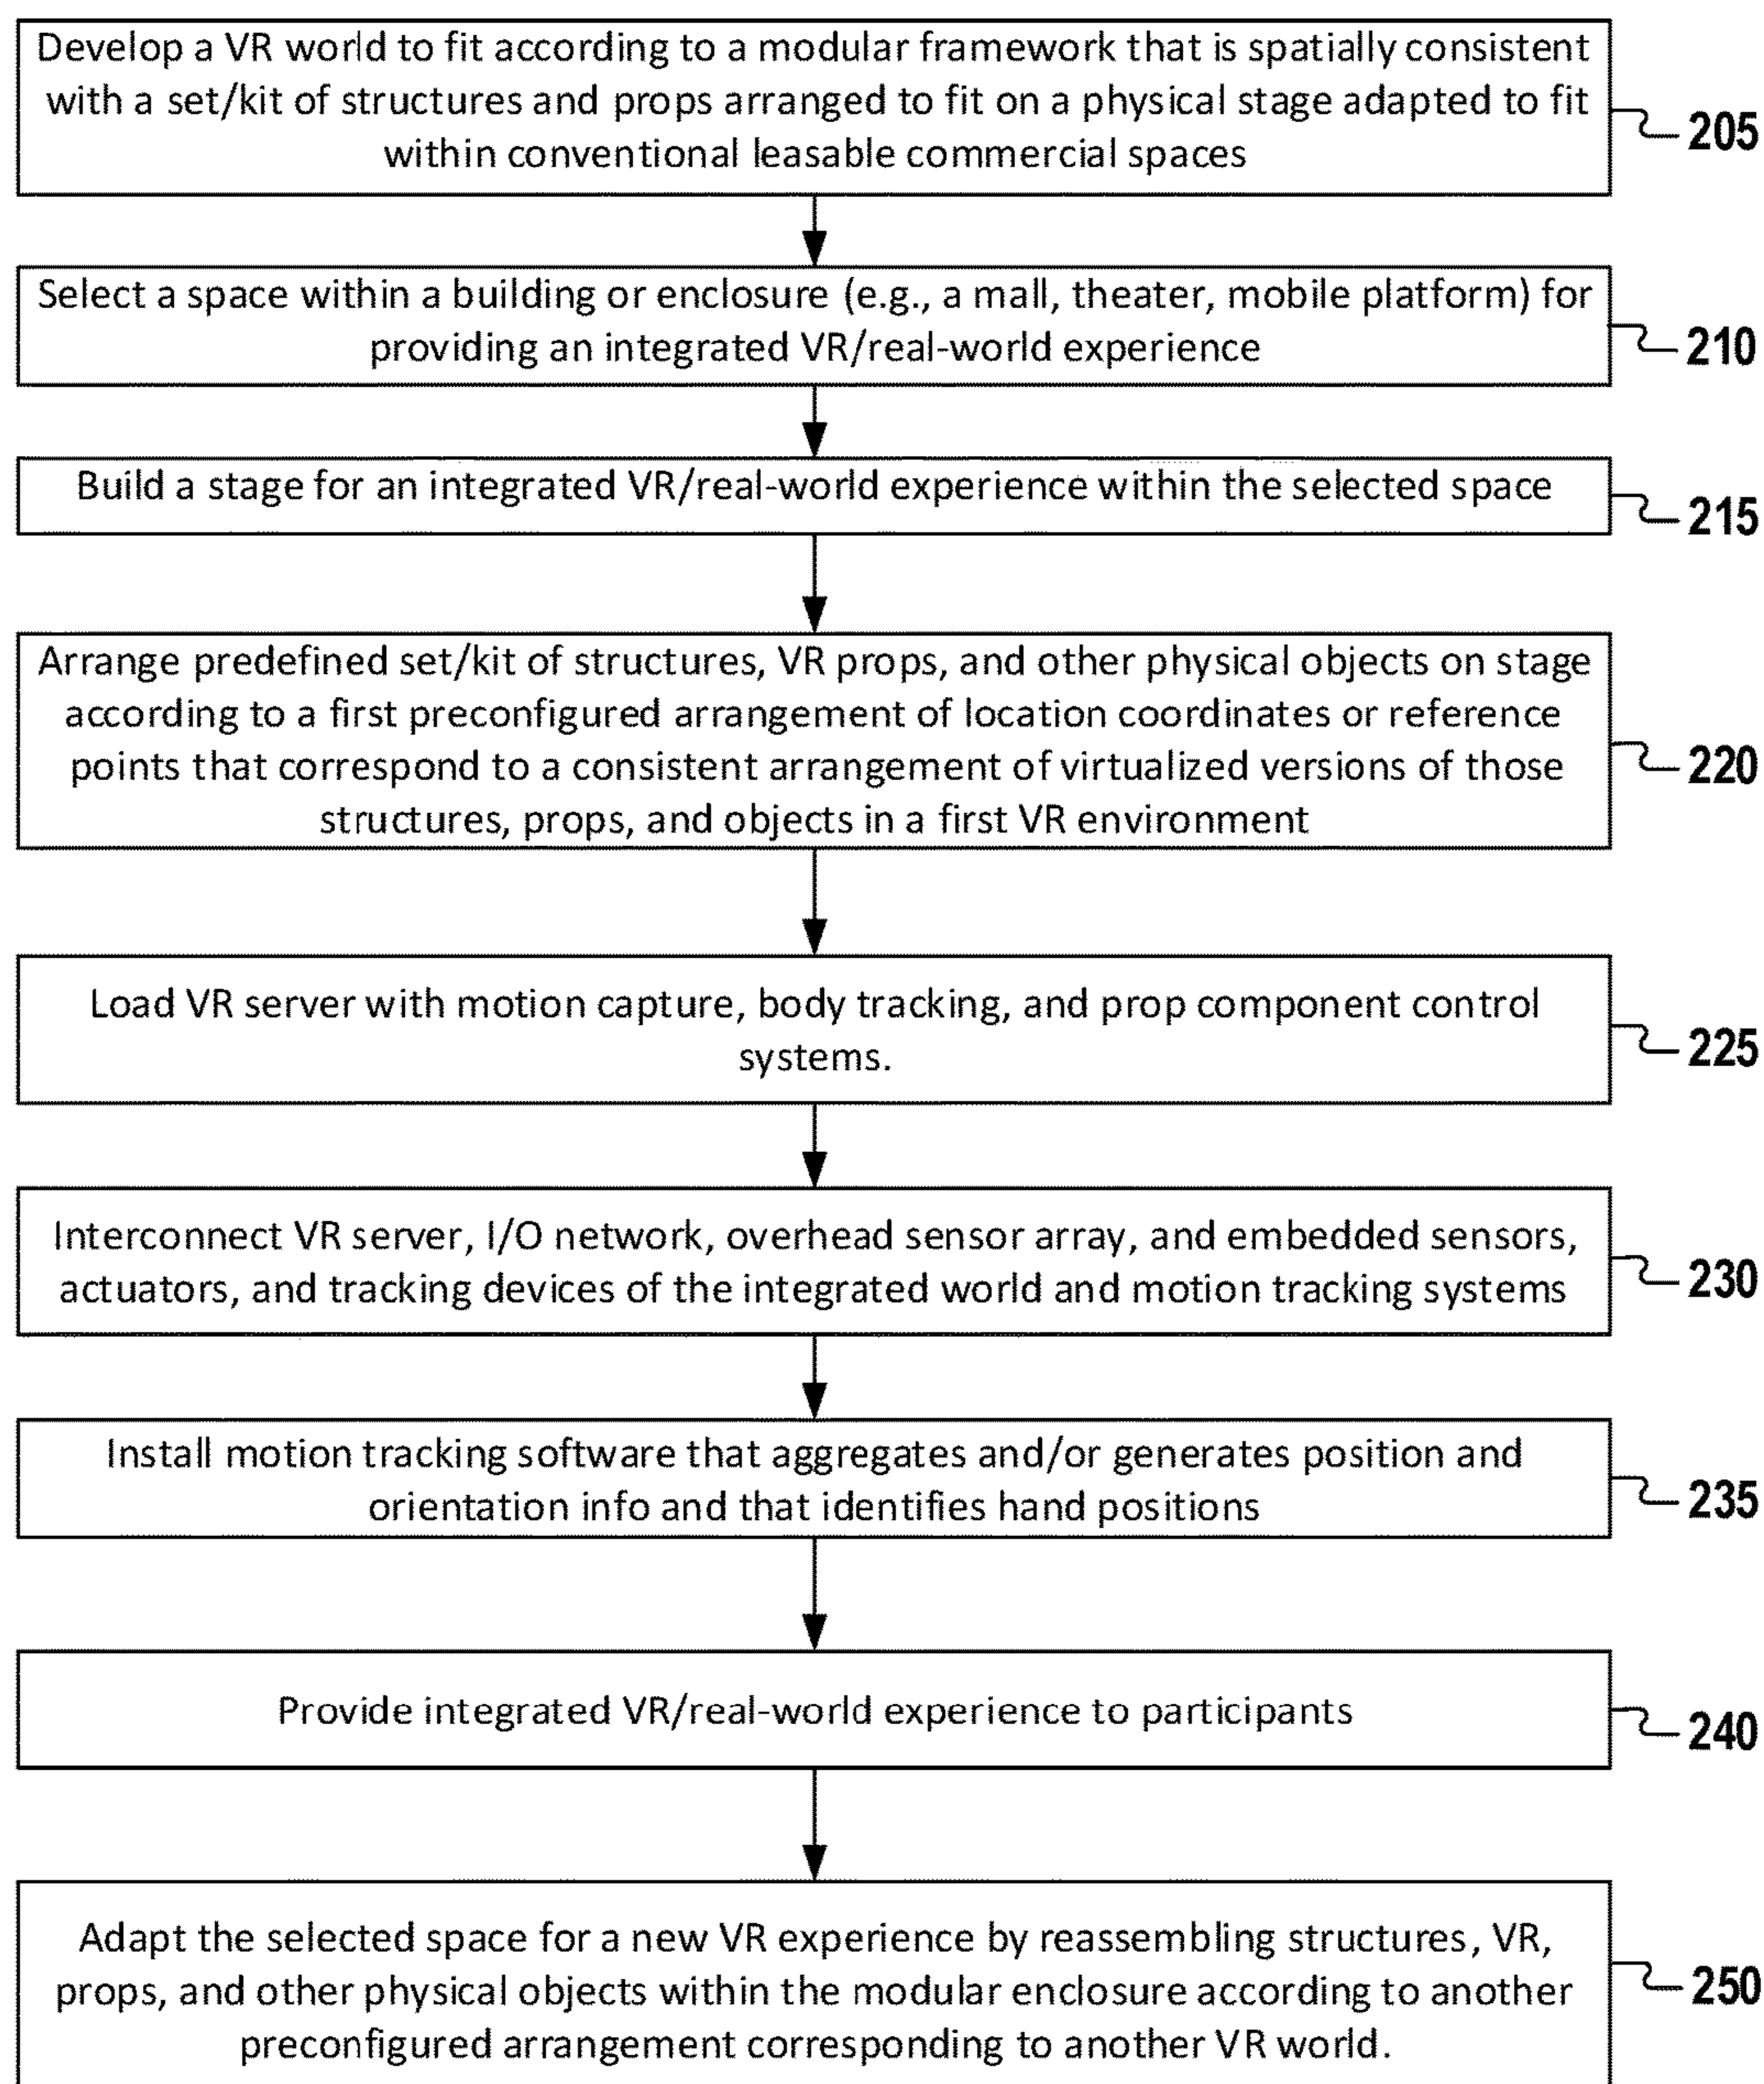 Develop a VR world to fit according to a modular framework that is spatially consistent
with a set/kit of structures and props arranged to fit on a physical stage adapted to fit
within conventional leasable commercial spaces
205
Select a space within a building or enclosure (e.g., a mall, theater, mobile platform) for
providing an integrated VR/real-world experience
210
Build a stage for an integrated VR/real-world experience within the selected space
215
Arrange predefined set/kit of structures, VR props, and other physical objects on stage
according to a first preconfigured arrangement of location coordinates or reference
points that correspond to a consistent arrangement of virtualized versions of those
structures, props, and objects in a first VR environment
220
Load VR server with motion capture, body tracking, and prop component control
systems.
225
Interconnect VR server, I/O network, overhead sensor array, and embedded sensors,
actuators, and tracking devices of the integrated world and motion tracking systems
230
Install motion tracking software that aggregates and/or generates position and
orientation info and that identifies hand positions
235
Provide integrated VR/real-world experience to participants
240
Adapt the selected space for a new VR experience by reassembling structures, VR,
props, and other physical objects within the modular enclosure according to another
preconfigured arrangement corresponding to another VR world.
250